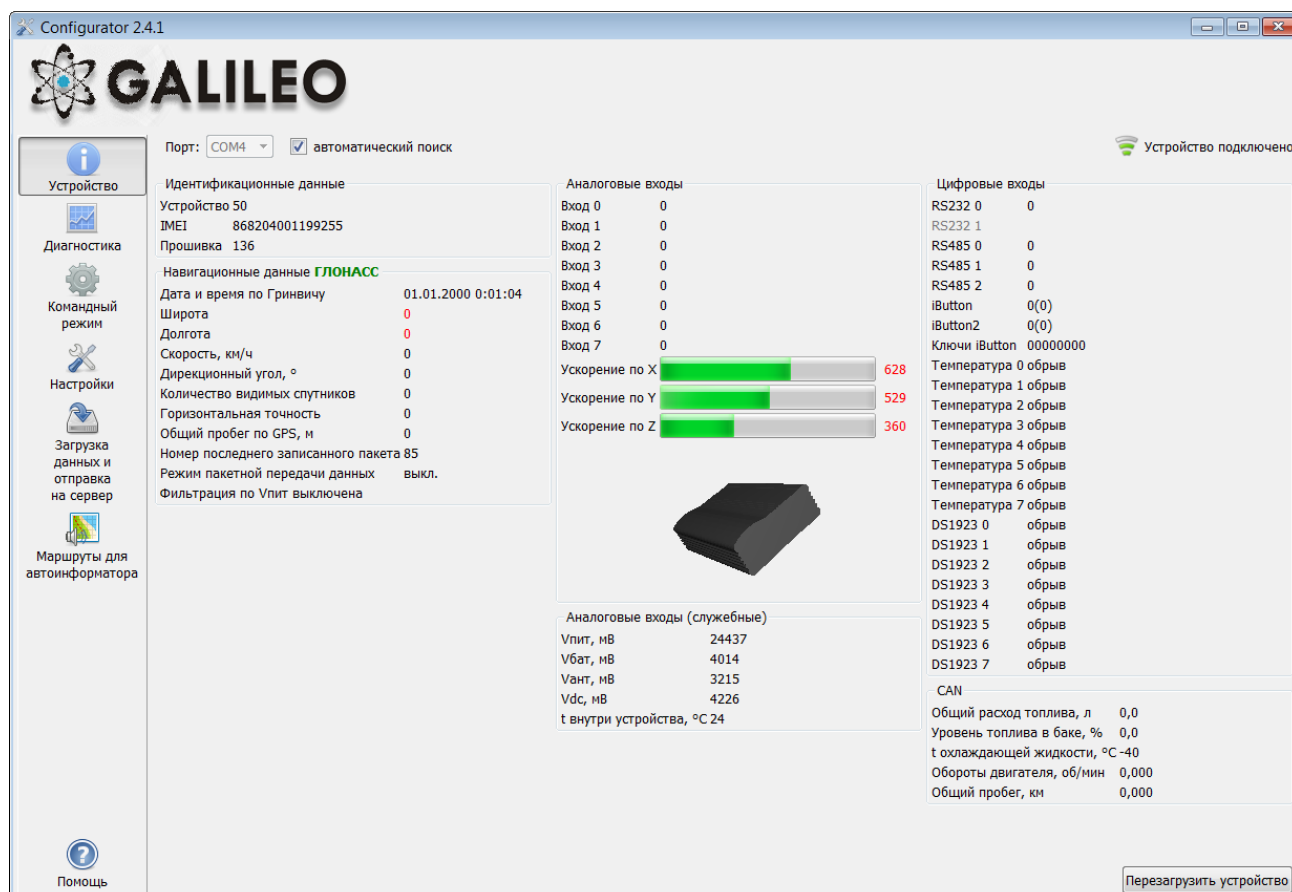 Configurator 2.4.1
GALILEO
Порт: COM4 автоматический поиск
Устройство подключено
Устройство
Диагностика
Командный
режим
Настройки
Загрузка
данных и
отправка
на сервер
Маршруты для
автоинформатора
Помощь
Идентификационные данные
Устройство 50
IMEI 868204001199255
Прошивка 136
Навигационные данные ГЛОНАСС
Дата и время по Гринвичу 01.01.2000 0:01:04
Широта 0
Долгота 0
Скорость, км/ч 0
Дирекционный угол, ° 0
Количество видимых спутников 0
Горизонтальная точность 0
Общий пробег по GPS, м 0
Номер последнего записанного пакета 85
Режим пакетной передачи данных выкл.
Фильтрация по Vпит выключена
Аналоговые входы
Вход 0 0
Вход 1 0
Вход 2 0
Вход 3 0
Вход 4 0
Вход 5 0
Вход 6 0
Вход 7 0
Ускорение по X 628
Ускорение по Y 529
Ускорение по Z 360
Аналоговые входы (служебные)
Vпит, мВ 24437
Vбат, мВ 4014
Vант, мВ 3215
Vdc, мВ 4226
t внутри устройства, °C 24
Цифровые входы
RS232 0 0
RS232 1
RS485 0 0
RS485 1 0
RS485 2 0
iButton 0(0)
iButton2 0(0)
Ключи iButton 00000000
Температура 0 обрыв
Температура 1 обрыв
Температура 2 обрыв
Температура 3 обрыв
Температура 4 обрыв
Температура 5 обрыв
Температура 6 обрыв
Температура 7 обрыв
DS1923 0 обрыв
DS1923 1 обрыв
DS1923 2 обрыв
DS1923 3 обрыв
DS1923 4 обрыв
DS1923 5 обрыв
DS1923 6 обрыв
DS1923 7 обрыв
CAN
Общий расход топлива, л 0,0
Уровень топлива в баке, % 0,0
t охлаждающей жидкости, °C -40
Обороты двигателя, об/мин 0,000
Общий пробег, км 0,000
Перезагрузить устройство